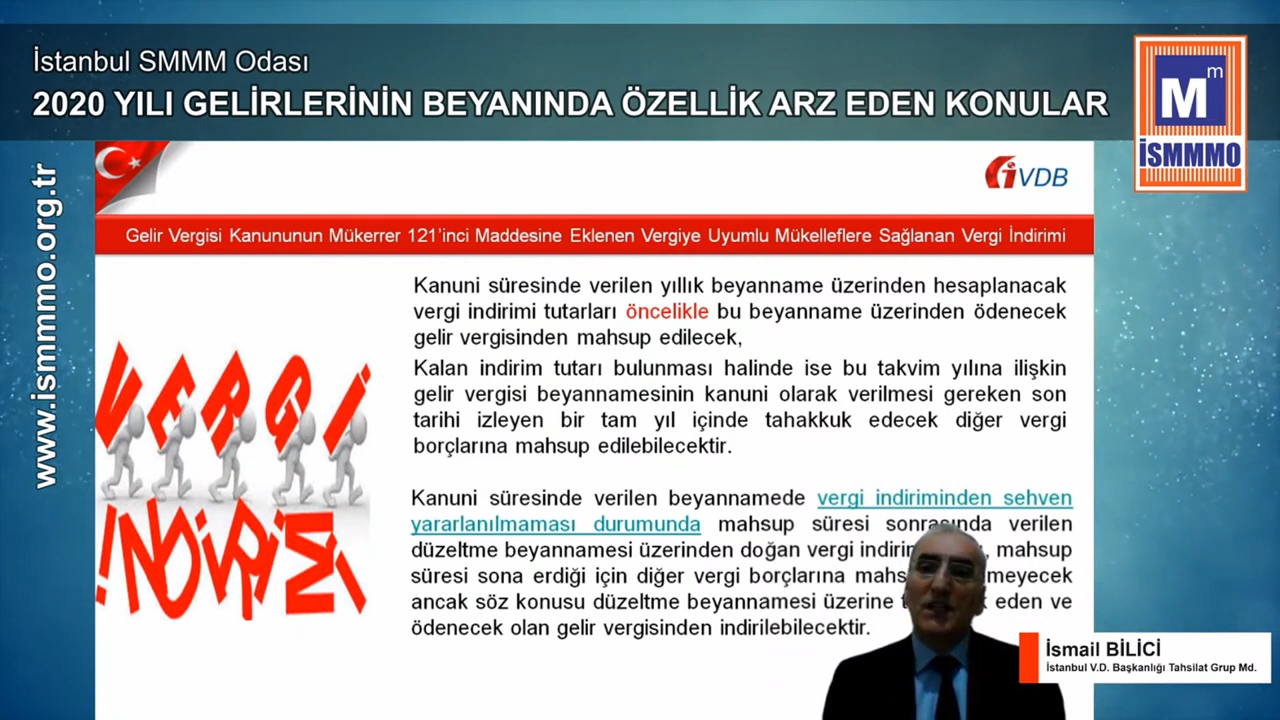 İstanbul SMMM Odası
2020 YILI GELİRLERİNİN BEYANINDA ÖZELLİK ARZ EDEN KONULAR
M m
İSMMMO
www.ismmmo.org.tr
iVDB
Gelir Vergisi Kanununun Mükerrer 121'inci Maddesine Eklenen Vergiye Uyumlu Mükelleflere Sağlanan Vergi İndirimi
Kanuni süresinde verilen yıllık beyanname üzerinden hesaplanacak
vergi indirimi tutarları öncelikle bu beyanname üzerinden ödenecek
gelir vergisinden mahsup edilecek,
Kalan indirim tutarı bulunması halinde ise bu takvim yılına ilişkin
gelir vergisi beyannamesinin kanuni olarak verilmesi gereken son
tarihi izleyen bir tam yıl içinde tahakkuk edecek diğer vergi
borçlarına mahsup edilebilecektir.
VERGİ
İNDİRİMİ
Kanuni süresinde verilen beyannamede vergi indiriminden sehven
yararlanılmaması durumunda mahsup süresi sonrasında verilen
düzeltme beyannamesi üzerinden doğan vergi mahsup
süresi sona erdiği için diğer vergi borçlarına
ancak söz konusu düzeltme beyannamesi üzerine eden ve
ödenecek olan gelir vergisinden indirilebilecektir.
İsmail BİLİCİ
İstanbul V.D. Başkanlığı Tahsilat Grup Md.